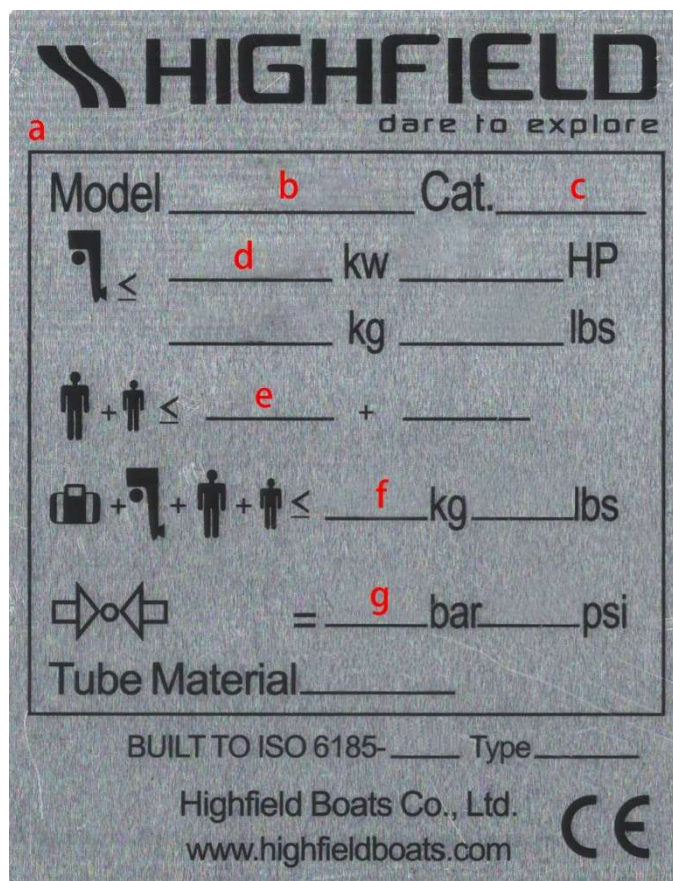 HIGHFIELD
dare to explore
a
Model b Cat. c
≤ d kw HP
kg lbs
+ ≤ e +
+ + + ≤ f kg lbs
= g bar psi
Tube Material
BUILT TO ISO 6185- Type
Highfield Boats Co., Ltd.
www.highfieldboats.com CE